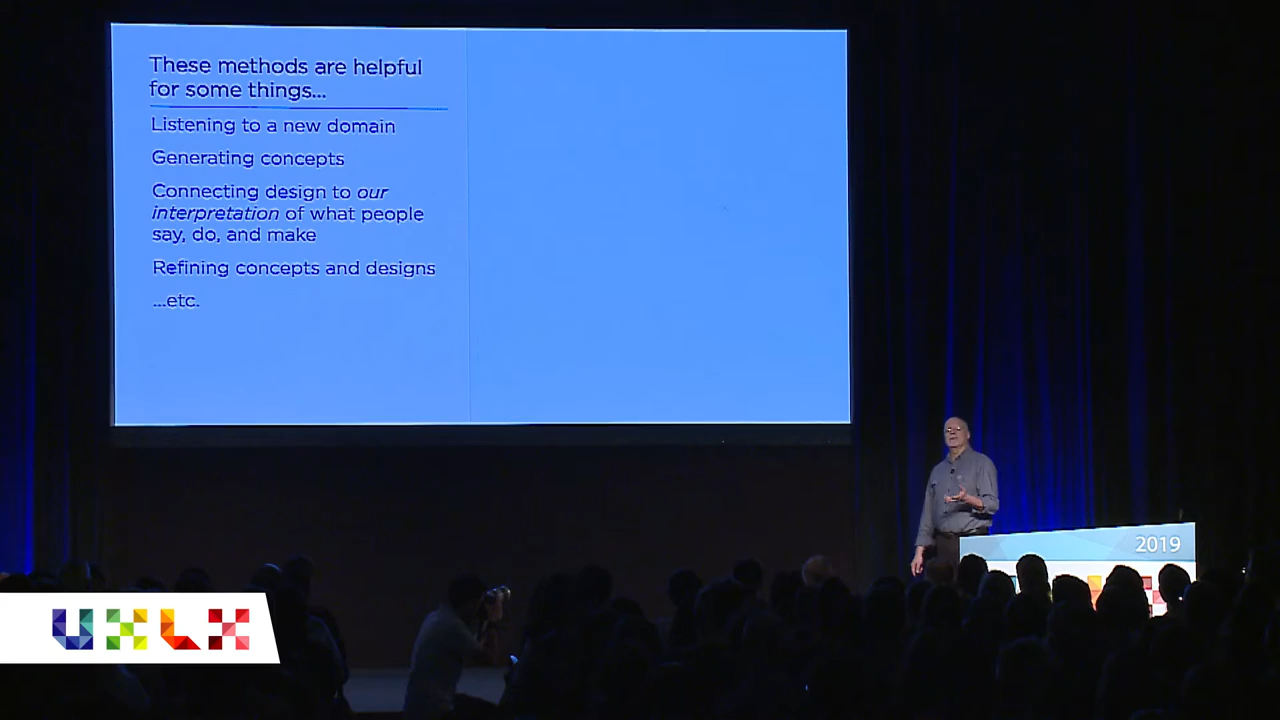 These methods are helpful
for some things...
Listening to a new domain
Generating concepts
Connecting design to our
interpretation of what people
say, do, and make
Refining concepts and designs
...etc.
2019
UXLX